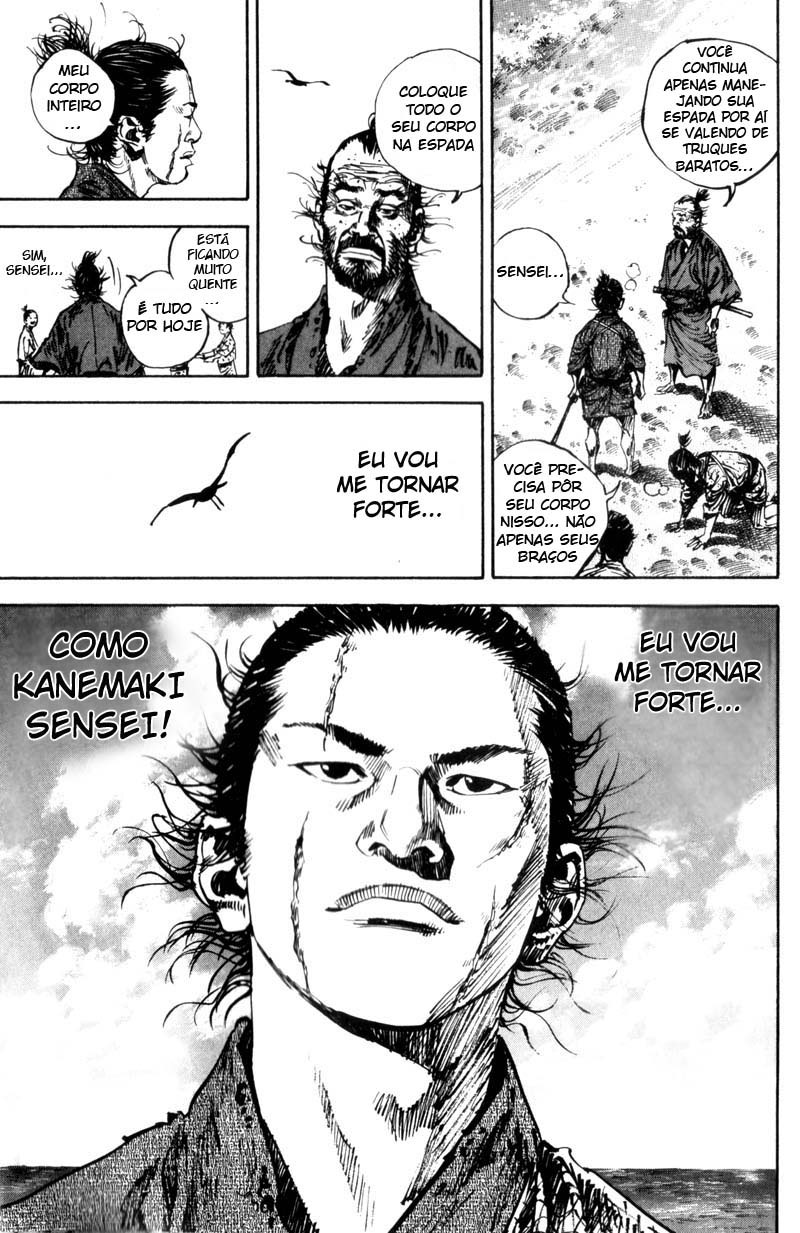 VOCÊ
CONTINUA
APENAS MANE-
JANDO SUA
ESPADA POR AÍ
SE VALENDO DE
TRUQUES
BARATOS...
SENSEI...
VOCÊ PRE-
CISA PÔR
SEU CORPO
NISSO... NÃO
APENAS SEUS
BRAÇOS
COLOQUE
TODO O
SEU CORPO
NA ESPADA
MEU
CORPO
INTEIRO
...
ESTÁ
FICANDO
MUITO
QUENTE
...
É TUDO
POR HOJE
SIM,
SENSEI...
EU VOU
ME TORNAR
FORTE...
EU VOU
ME TORNAR
FORTE...
COMO
KANEMAKI
SENSEI!